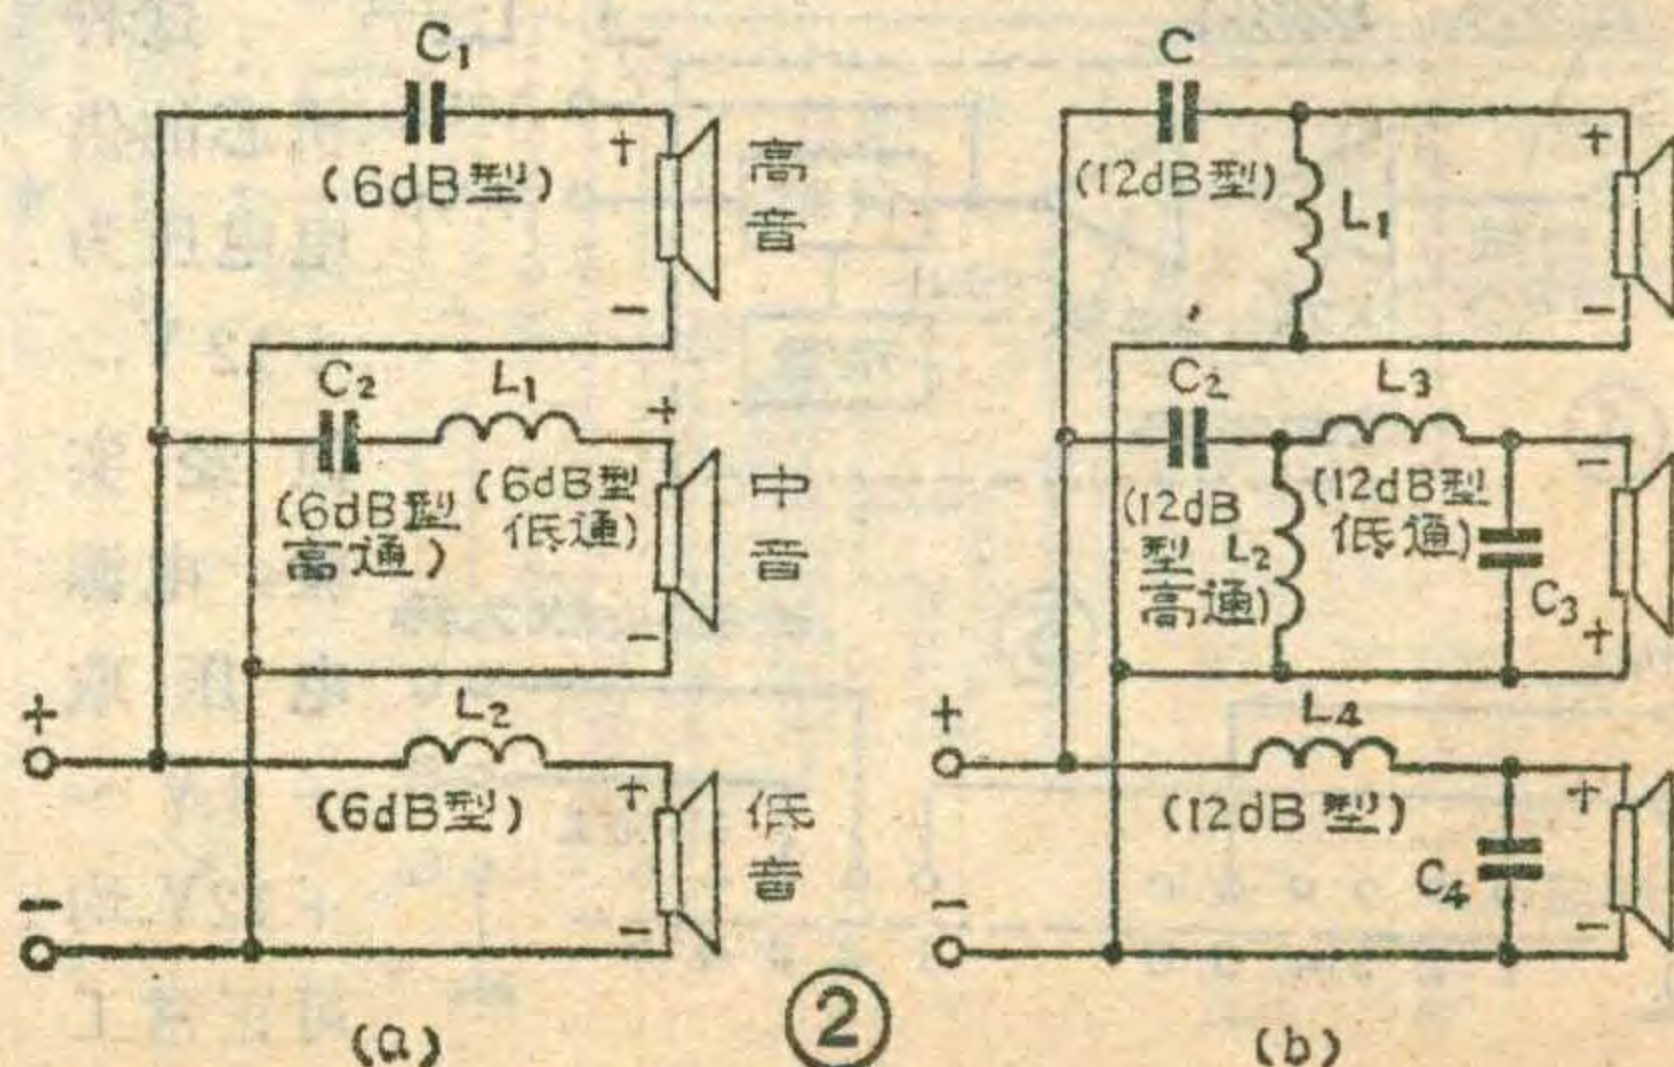 C₁
+
(6dB型)
高音
−
C₂
L₁
+
(6dB型
高通)
(6dB型
低通)
中音
−
+
L₂
+
(6dB型)
低音
−
−
(a)
②
C
+
(12dB型)
L₁
−
C₂
L₃
−
(12dB
型
高通)
L₂
(12dB型
低通)
C₃
+
+
L₄
+
(12dB型)
C₄
−
−
(b)